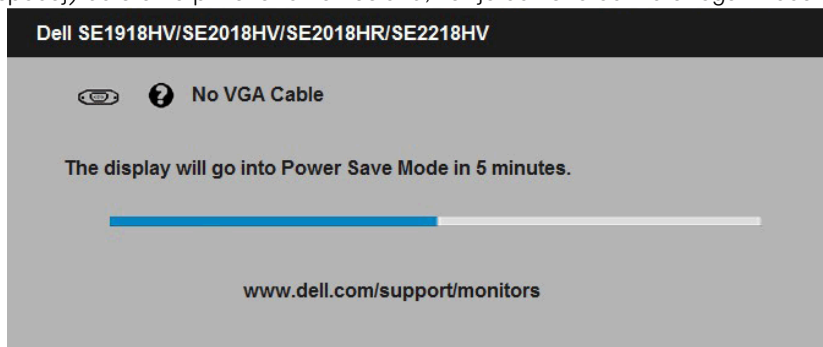 Dell SE1918HV/SE2018HV/SE2018HR/SE2218HV
No VGA Cable
The display will go into Power Save Mode in 5 minutes.
www.dell.com/support/monitors